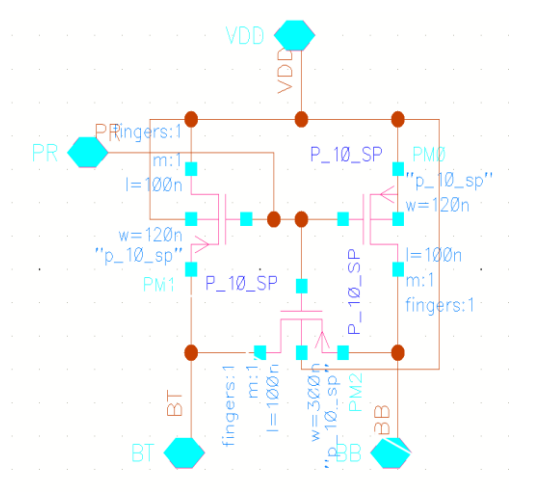 VDD
VDD
PR
PR
fingers:1
m:1
l=100n
w=120n
"p_10_sp"
PM1
P_10_SP
P_10_SP
PM0
"p_10_sp"
w=120n
l=100n
m:1
fingers:1
P_10_SP
PM2
fingers:1
m:1
l=100n
w=300n
"p_10_sp"
BT
BT
BB
BB